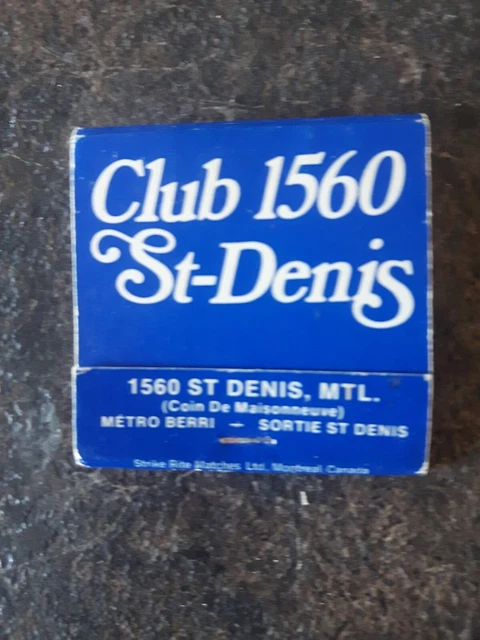 Club 1560
St-Denis
1560 ST DENIS, MTL.
(Coin De Maisonneuve)
MÉTRO BERRI — SORTIE ST DENIS
Strike Rite Matches Ltd. Montreal Canada